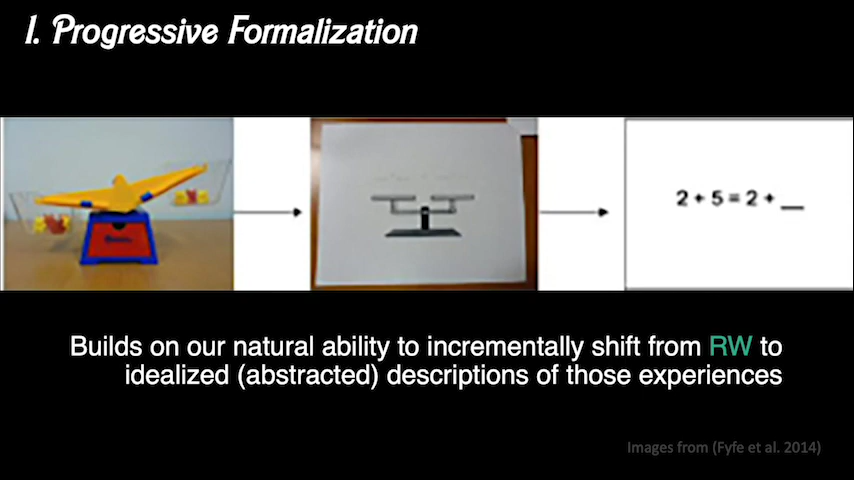 1. Progressive Formalization
2 + 5 = 2 + __
Builds on our natural ability to incrementally shift from RW to
idealized (abstracted) descriptions of those experiences
Images from (Fyfe et al. 2014)